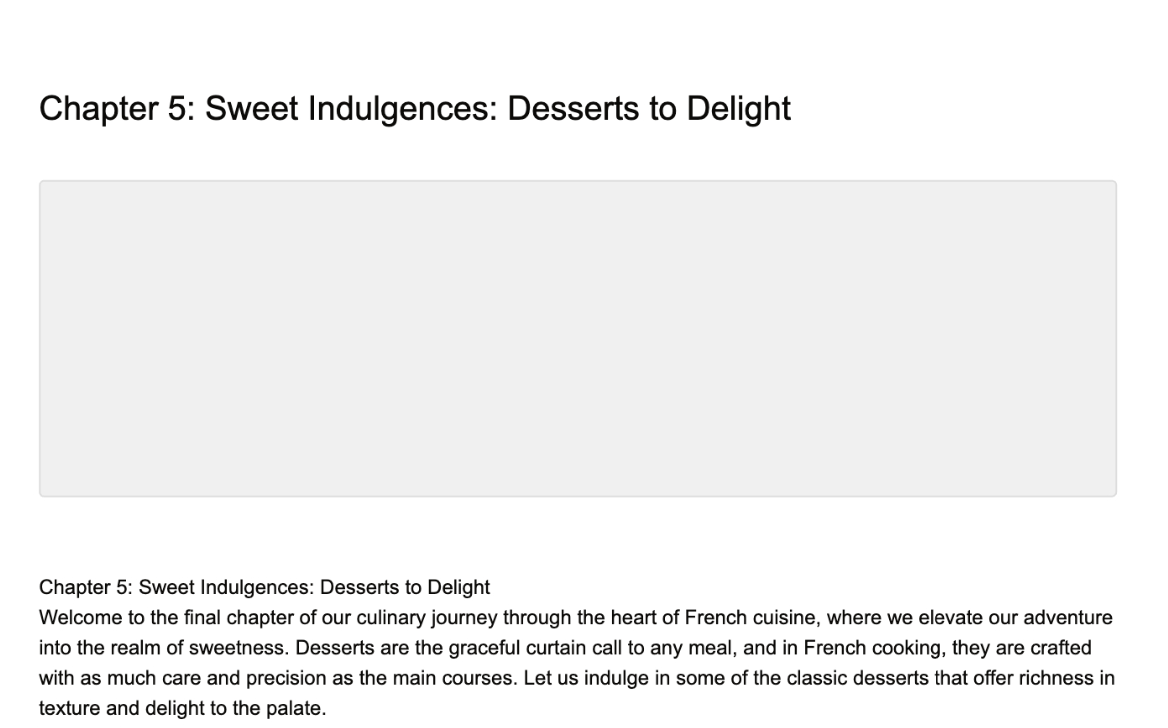 Chapter 5: Sweet Indulgences: Desserts to Delight
Chapter 5: Sweet Indulgences: Desserts to Delight
Welcome to the final chapter of our culinary journey through the heart of French cuisine, where we elevate our adventure
into the realm of sweetness. Desserts are the graceful curtain call to any meal, and in French cooking, they are crafted
with as much care and precision as the main courses. Let us indulge in some of the classic desserts that offer richness in
texture and delight to the palate.